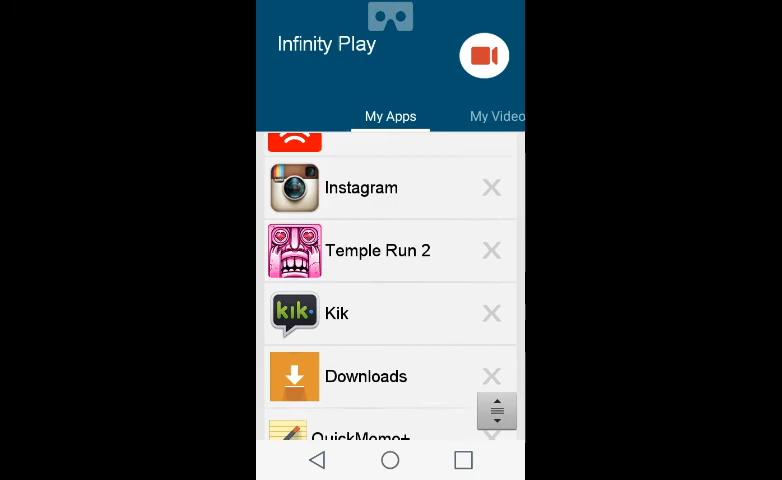 Infinity Play
My Apps
My Video
Instagram
Temple Run 2
kik
Kik
Downloads
QuickMemo+